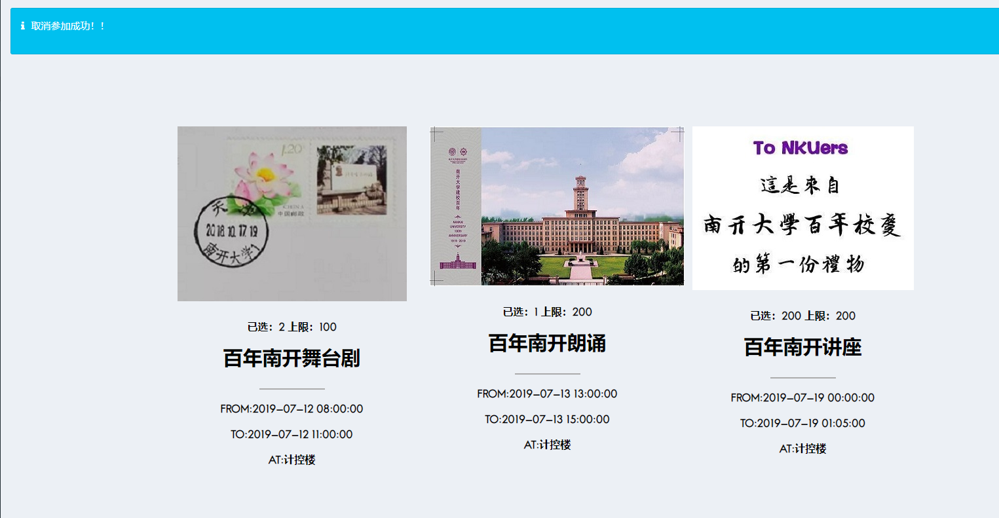 取消参加成功！！
1.20
CHINA
中国邮政
天津
2018.10.17.19
南开大学1
已选：2 上限：100
百年南开舞台剧
FROM:2019-07-12 08:00:00
TO:2019-07-12 11:00:00
AT:计控楼
南开大学建校百年
NANKAI
UNIVERSITY
100th
ANNIVERSARY
1919-2019
已选：1 上限：200
百年南开朗诵
FROM:2019-07-13 13:00:00
TO:2019-07-13 15:00:00
AT:计控楼
To NKUers
這是來自
南开大學百年校慶
的第一份禮物
已选：200 上限：200
百年南开讲座
FROM:2019-07-19 00:00:00
TO:2019-07-19 01:05:00
AT:计控楼